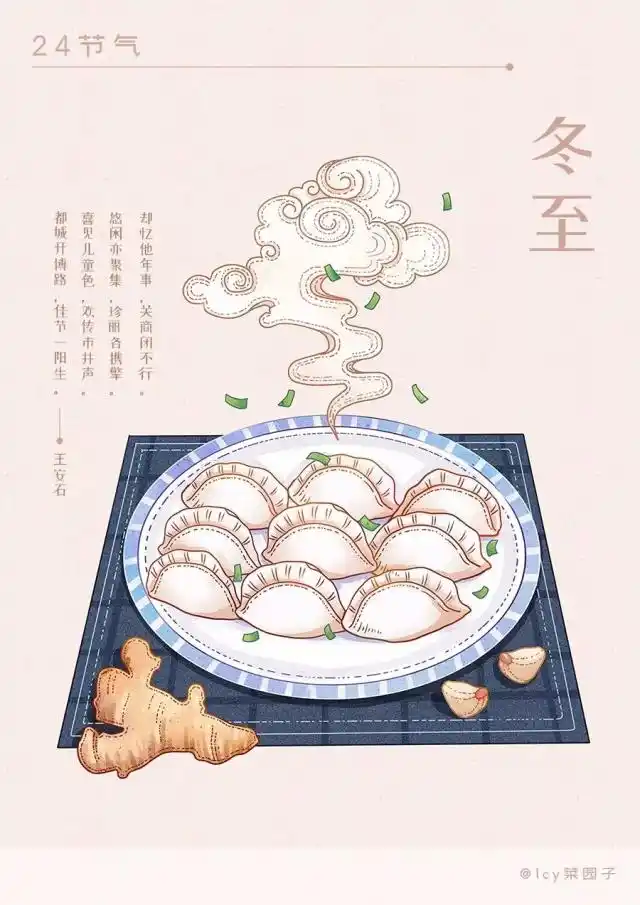 24节气
冬至
都城开博路，佳节一阳生。
喜见儿童色，欢传市井声。
悠闲亦聚集，珍丽各携擎。
却忆他年事，关商闭不行。
王安石
@Icy菜园子